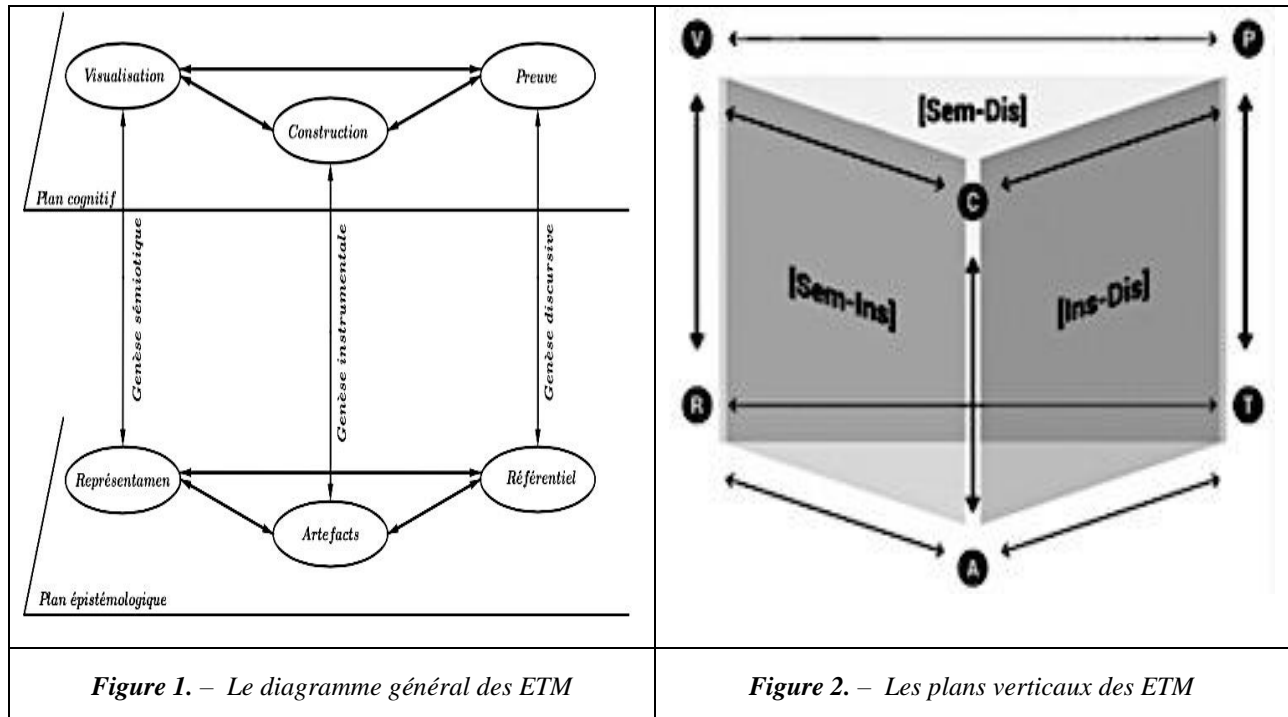 Visualisation
Preuve
Construction
Plan cognitif
Genèse sémiotique
Genèse instrumentale
Genèse discursive
Représentamen
Référentiel
Artefacts
Plan épistémologique
V
P
[Sem-Dis]
C
[Sem-Ins]
[Ins-Dis]
R
T
A
Figure 1. – Le diagramme général des ETM
Figure 2. – Les plans verticaux des ETM